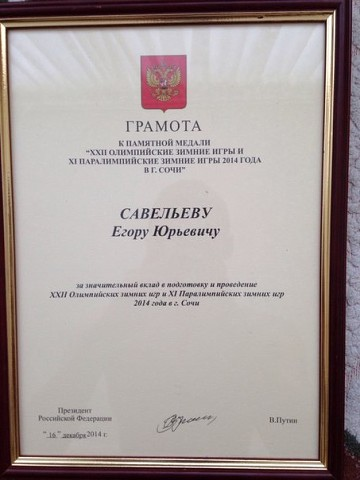 ГРАМОТА
К ПАМЯТНОЙ МЕДАЛИ
"XXII ОЛИМПИЙСКИЕ ЗИМНИЕ ИГРЫ И
XI ПАРАЛИМПИЙСКИЕ ЗИМНИЕ ИГРЫ 2014 ГОДА
В Г. СОЧИ"
САВЕЛЬЕВУ
Егору Юрьевичу
за значительный вклад в подготовку и проведение
XXII Олимпийских зимних игр и XI Паралимпийских зимних игр
2014 года в г. Сочи
Президент
Российской Федерации
В.Путин
"16" декабря 2014 г.